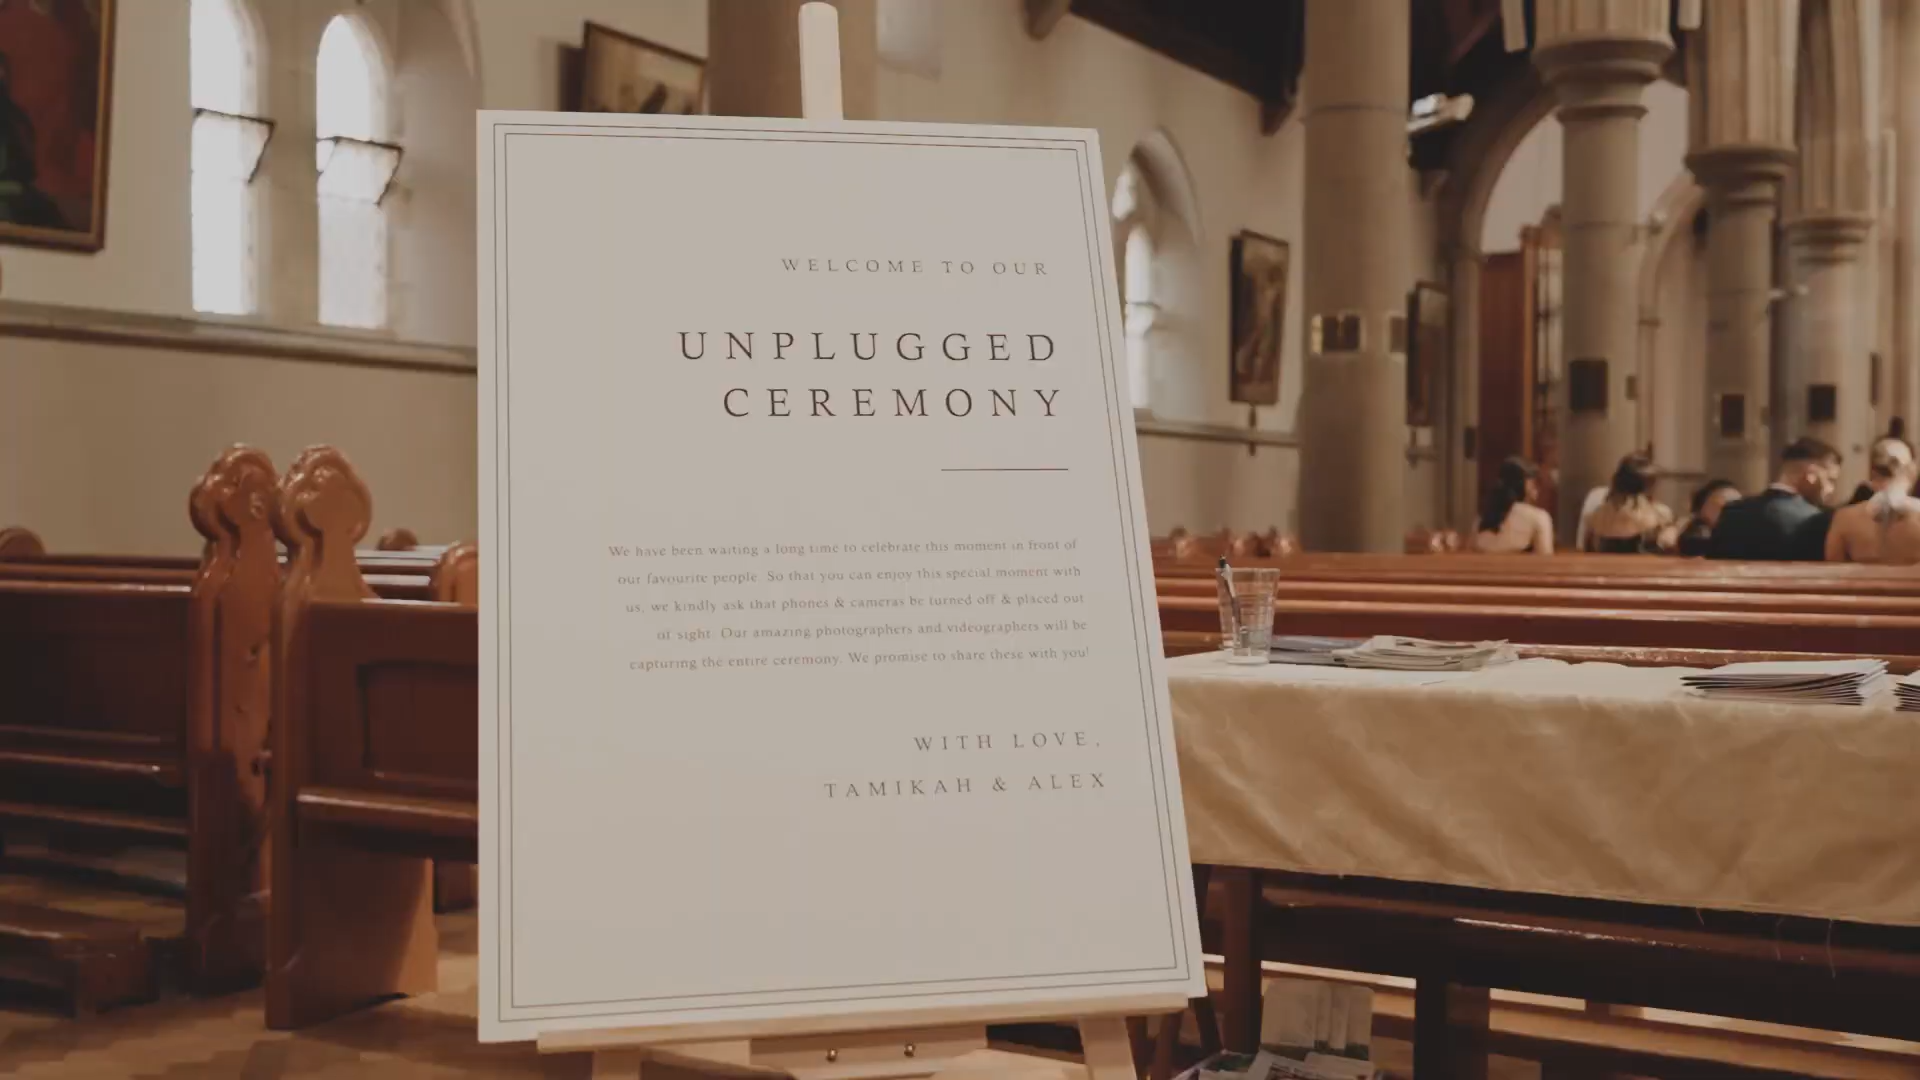 WELCOME TO OUR
UNPLUGGED
CEREMONY
We have been waiting a long time to celebrate this moment in front of
our favourite people. So that you can enjoy this special moment with
us, we kindly ask that phones & cameras be turned off & placed out
of sight. Our amazing photographers and videographers will be
capturing the entire ceremony. We promise to share these with you!
WITH LOVE,
TAMIKAH & ALEX